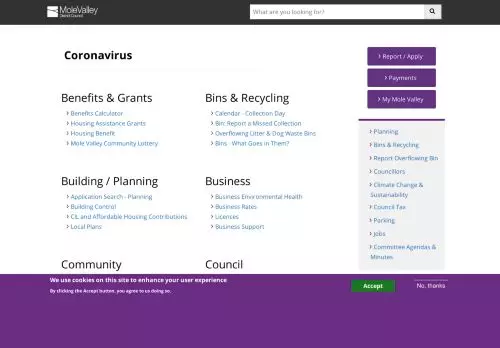 MoleValley
District Council
What are you looking for?
Coronavirus
Report / Apply
Payments
My Mole Valley
Benefits & Grants
Benefits Calculator
Housing Assistance Grants
Housing Benefit
Mole Valley Community Lottery
Bins & Recycling
Calendar - Collection Day
Bin: Report a Missed Collection
Overflowing Litter & Dog Waste Bins
Bins - What Goes in Them?
Building / Planning
Application Search - Planning
Building Control
CIL and Affordable Housing Contributions
Local Plans
Business
Business Environmental Health
Business Rates
Licences
Business Support
Community
Council
Planning
Bins & Recycling
Report Overflowing Bin
Councillors
Climate Change &
Sustainability
Council Tax
Parking
Jobs
Committee Agendas &
Minutes
We use cookies on this site to enhance your user experience
By clicking the Accept button, you agree to us doing so.
Accept
No, thanks